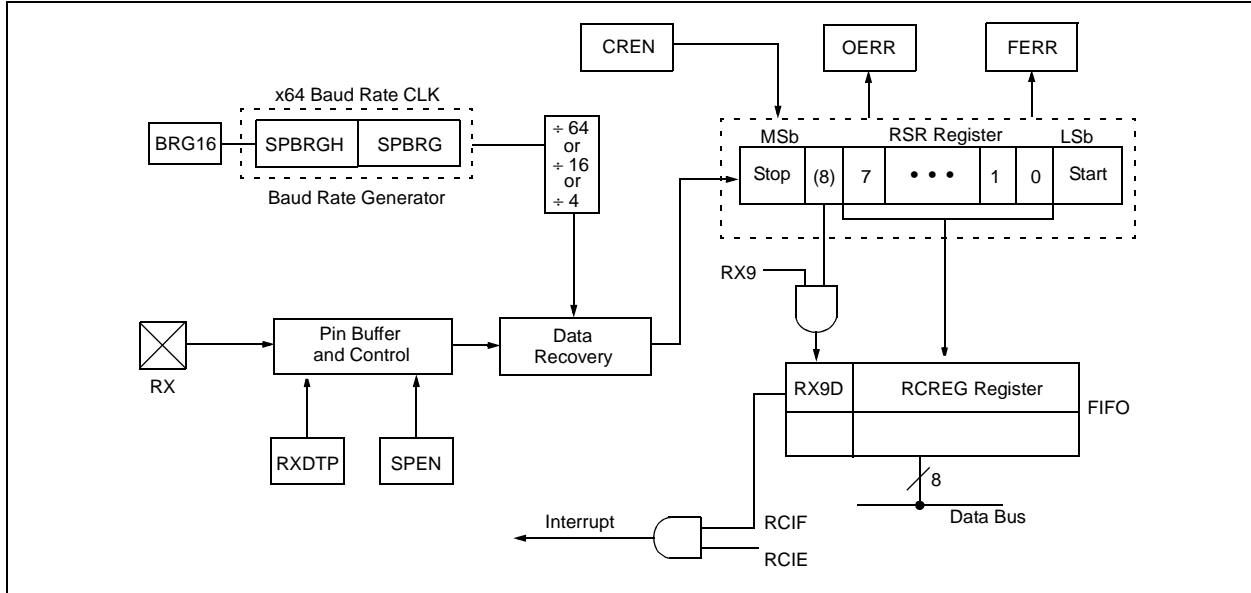 CREN
OERR
FERR
x64 Baud Rate CLK
BRG16
SPBRGH
SPBRG
Baud Rate Generator
÷ 64
or
÷ 16
or
÷ 4
MSb
RSR Register
LSb
Stop
(8)
7
• • •
1
0
Start
RX9
RX
Pin Buffer
and Control
Data
Recovery
RXDTP
SPEN
RX9D
RCREG Register
FIFO
8
Data Bus
Interrupt
RCIF
RCIE